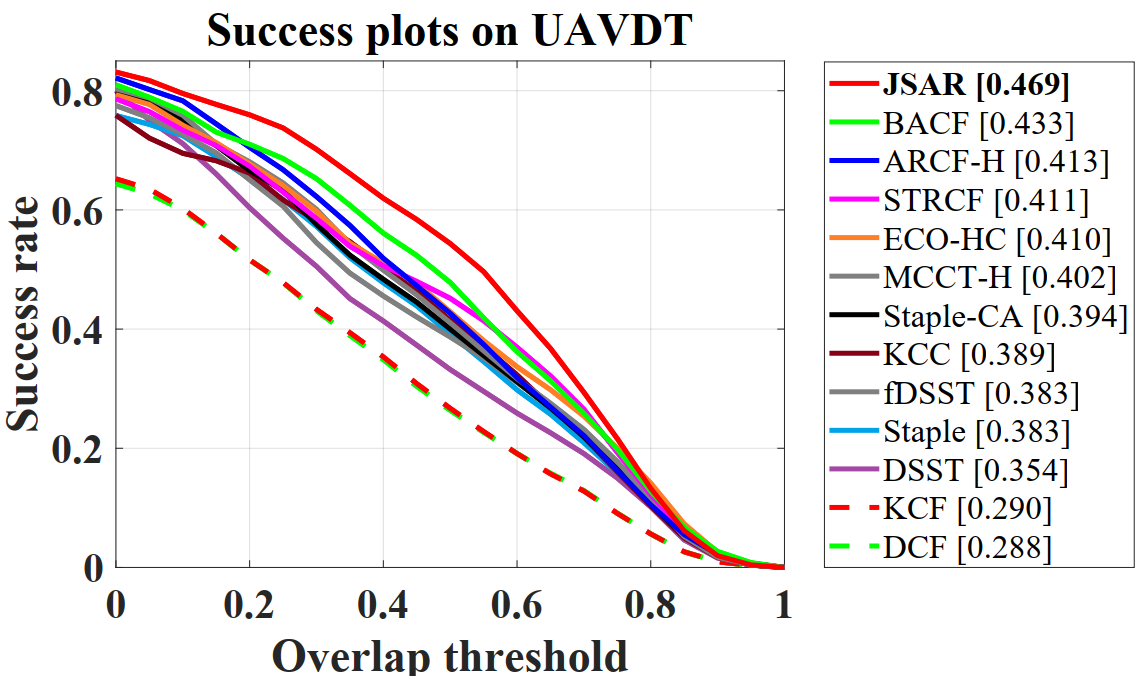 Success plots on UAVDT
Success rate
0.8
0.6
0.4
0.2
0
0 0.2 0.4 0.6 0.8 1
Overlap threshold
JSAR [0.469]
BACF [0.433]
ARCF-H [0.413]
STRCF [0.411]
ECO-HC [0.410]
MCCT-H [0.402]
Staple-CA [0.394]
KCC [0.389]
fDSST [0.383]
Staple [0.383]
DSST [0.354]
KCF [0.290]
DCF [0.288]